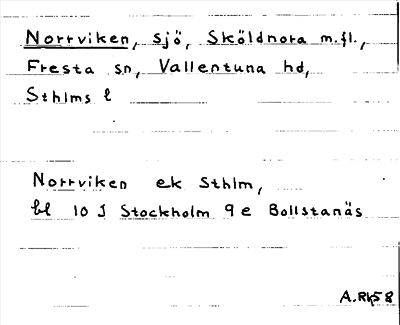 Norrviken, sjö, Sköldnora m.fl.,
Fresta sn, Vallentuna hd,
Sthlms l
Norrviken ek Sthlm,
bl 10 I Stockholm 9 e Bollstanäs
A.Rk58